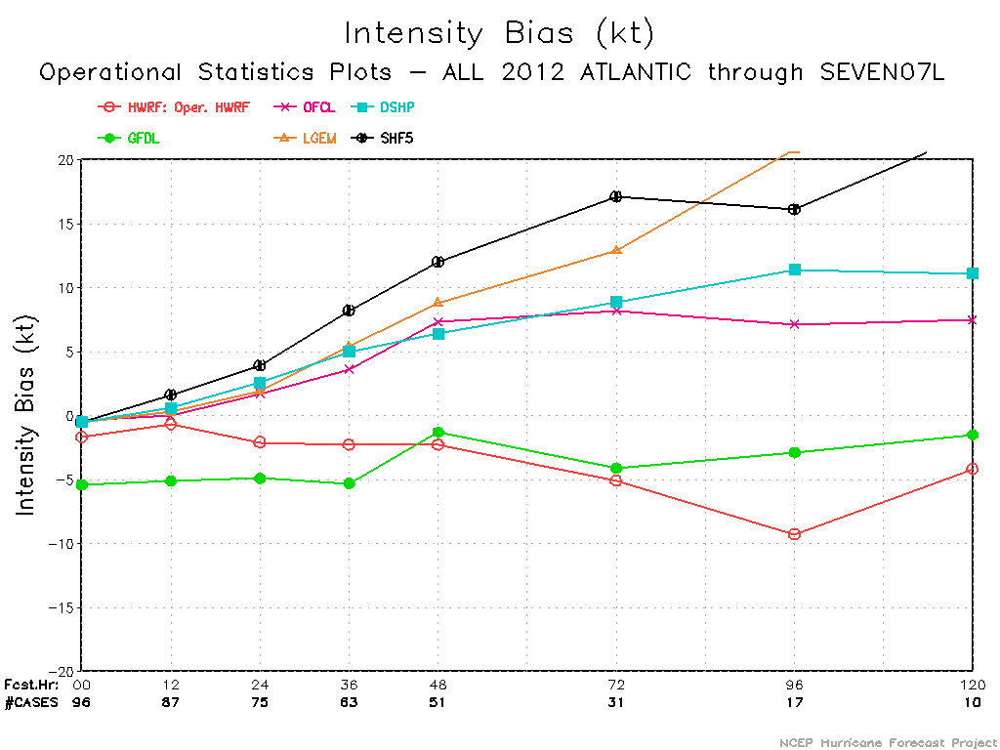 Intensity Bias (kt)
Operational Statistics Plots — ALL 2012 ATLANTIC through SEVEN07L
HWRF: Oper. HWRF OFCL DSHP
GFDL LGEM SHF5
20
15
10
5
0
−5
−10
−15
−20
Intensity Bias (kt)
Fcst.Hr: 00 12 24 36 48 72 96 120
#CASES 96 87 75 63 51 31 17 10
NCEP Hurricane Forecast Project